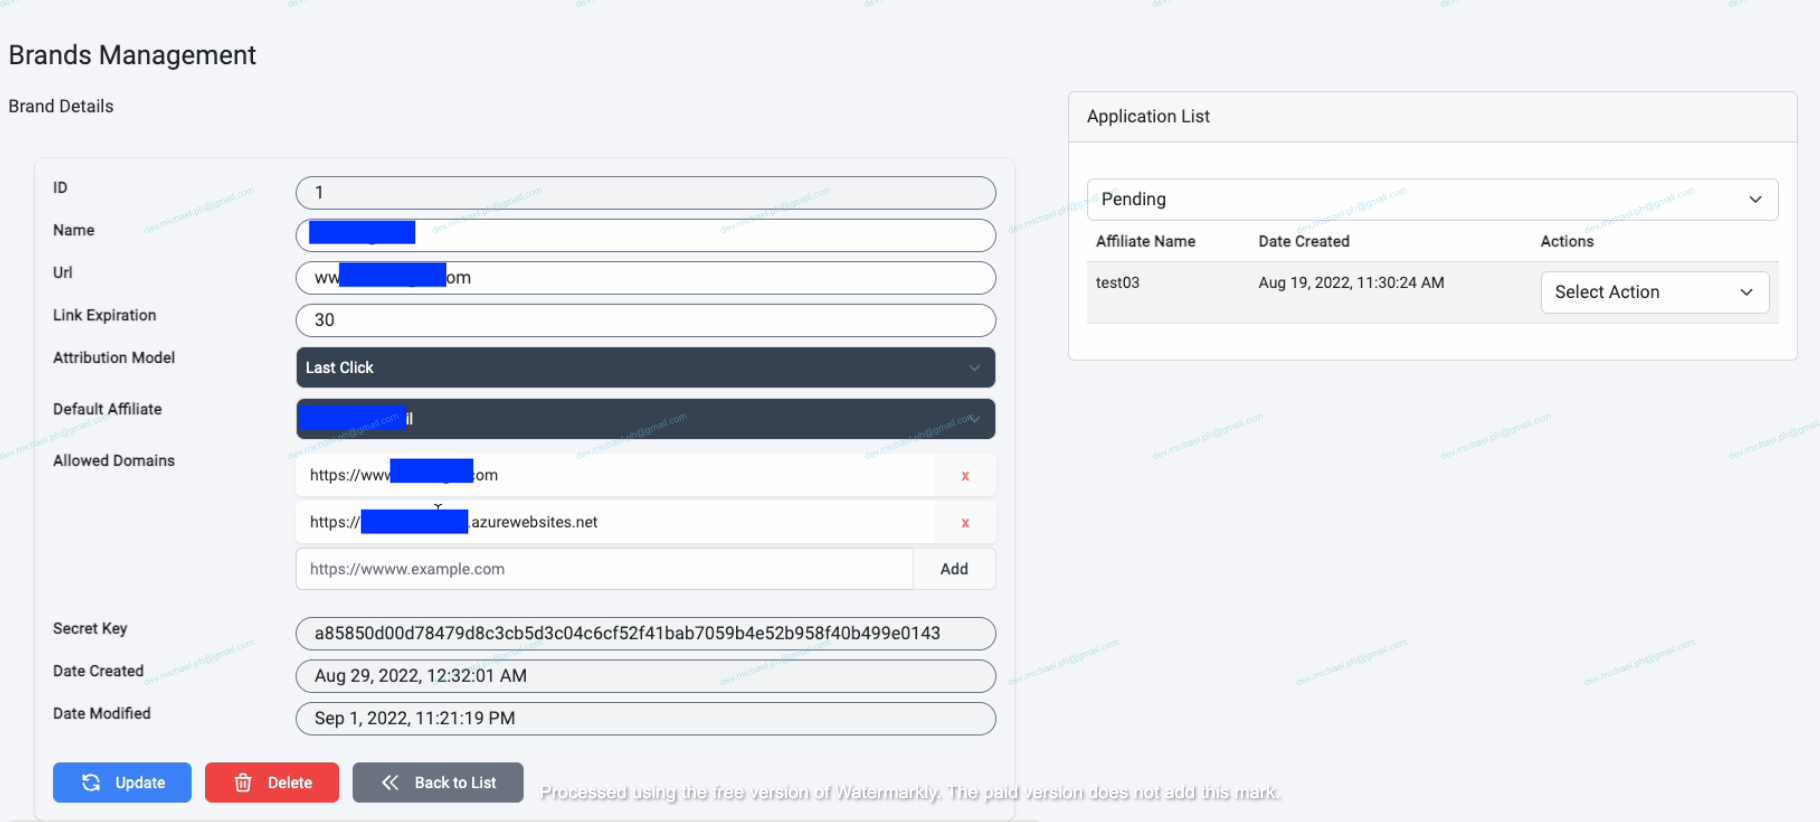 Brands Management
Brand Details
ID
1
Name
Url
ww om
Link Expiration
30
Attribution Model
Last Click
Default Affiliate
il
Allowed Domains
https://www com
x
https:// .azurewebsites.net
x
https://wwww.example.com
Add
Secret Key
a85850d00d78479d8c3cb5d3c04c6cf52f41bab7059b4e52b958f40b499e0143
Date Created
Aug 29, 2022, 12:32:01 AM
Date Modified
Sep 1, 2022, 11:21:19 PM
Update
Delete
Back to List
Application List
Pending
Affiliate Name Date Created Actions
test03 Aug 19, 2022, 11:30:24 AM Select Action
dev.michael.ph@gmail.com
Processed using the free version of Watermarkly. The paid version does not add this mark.